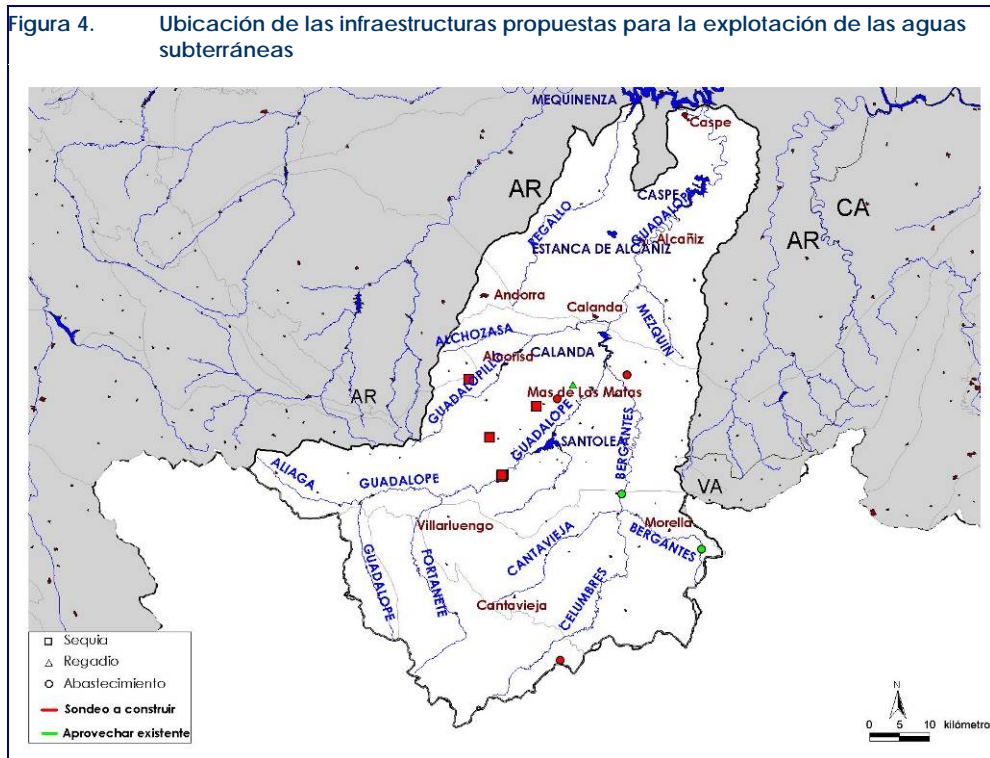 Figura 4. Ubicación de las infraestructuras propuestas para la explotación de las aguas
subterráneas
MEQUINENZA
Caspe
AR
CASPE
GUADALOPE
CA
REGALLO
Alcañiz
AR
ESTANCA DE ALCAÑIZ
Andorra
Calanda
MEZQUIN
ALCHOZASA
Alcorisa
CALANDA
GUADALOPILLO
AR
Mas de Las Matas
GUADALOPE
SANTOLEA
BERGANTES
ALIAGA
GUADALOPE
VA
Villarluengo
Morella
BERGANTES
CANTAVIEJA
GUADALOPE
FORTANETE
Cantavieja
CELUMBRES
Sequia
Regadio
Abastecimiento
Sondeo a construir
Aprovechar existente
N
0 5 10 kilómetro